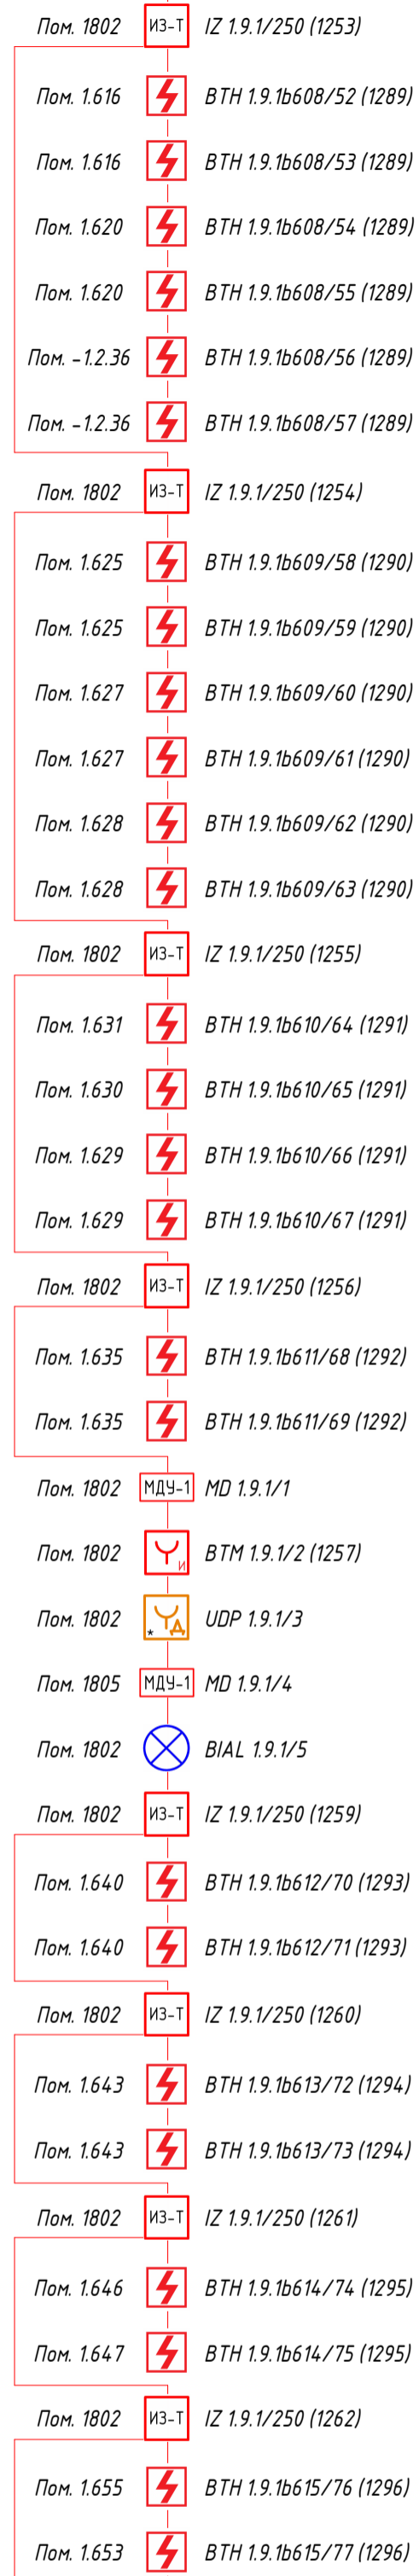 Пом. 1802 ИЗ-Т IZ 1.9.1/250 (1253)
Пом. 1.616 BTH 1.9.1b608/52 (1289)
Пом. 1.616 BTH 1.9.1b608/53 (1289)
Пом. 1.620 BTH 1.9.1b608/54 (1289)
Пом. 1.620 BTH 1.9.1b608/55 (1289)
Пом. -1.2.36 BTH 1.9.1b608/56 (1289)
Пом. -1.2.36 BTH 1.9.1b608/57 (1289)
Пом. 1802 ИЗ-Т IZ 1.9.1/250 (1254)
Пом. 1.625 BTH 1.9.1b609/58 (1290)
Пом. 1.625 BTH 1.9.1b609/59 (1290)
Пом. 1.627 BTH 1.9.1b609/60 (1290)
Пом. 1.627 BTH 1.9.1b609/61 (1290)
Пом. 1.628 BTH 1.9.1b609/62 (1290)
Пом. 1.628 BTH 1.9.1b609/63 (1290)
Пом. 1802 ИЗ-Т IZ 1.9.1/250 (1255)
Пом. 1.631 BTH 1.9.1b610/64 (1291)
Пом. 1.630 BTH 1.9.1b610/65 (1291)
Пом. 1.629 BTH 1.9.1b610/66 (1291)
Пом. 1.629 BTH 1.9.1b610/67 (1291)
Пом. 1802 ИЗ-Т IZ 1.9.1/250 (1256)
Пом. 1.635 BTH 1.9.1b611/68 (1292)
Пом. 1.635 BTH 1.9.1b611/69 (1292)
Пом. 1802 МДУ-1 MD 1.9.1/1
Пом. 1802 И BTM 1.9.1/2 (1257)
Пом. 1802 * Д UDP 1.9.1/3
Пом. 1805 МДУ-1 MD 1.9.1/4
Пом. 1802 BIAL 1.9.1/5
Пом. 1802 ИЗ-Т IZ 1.9.1/250 (1259)
Пом. 1.640 BTH 1.9.1b612/70 (1293)
Пом. 1.640 BTH 1.9.1b612/71 (1293)
Пом. 1802 ИЗ-Т IZ 1.9.1/250 (1260)
Пом. 1.643 BTH 1.9.1b613/72 (1294)
Пом. 1.643 BTH 1.9.1b613/73 (1294)
Пом. 1802 ИЗ-Т IZ 1.9.1/250 (1261)
Пом. 1.646 BTH 1.9.1b614/74 (1295)
Пом. 1.647 BTH 1.9.1b614/75 (1295)
Пом. 1802 ИЗ-Т IZ 1.9.1/250 (1262)
Пом. 1.655 BTH 1.9.1b615/76 (1296)
Пом. 1.653 BTH 1.9.1b615/77 (1296)